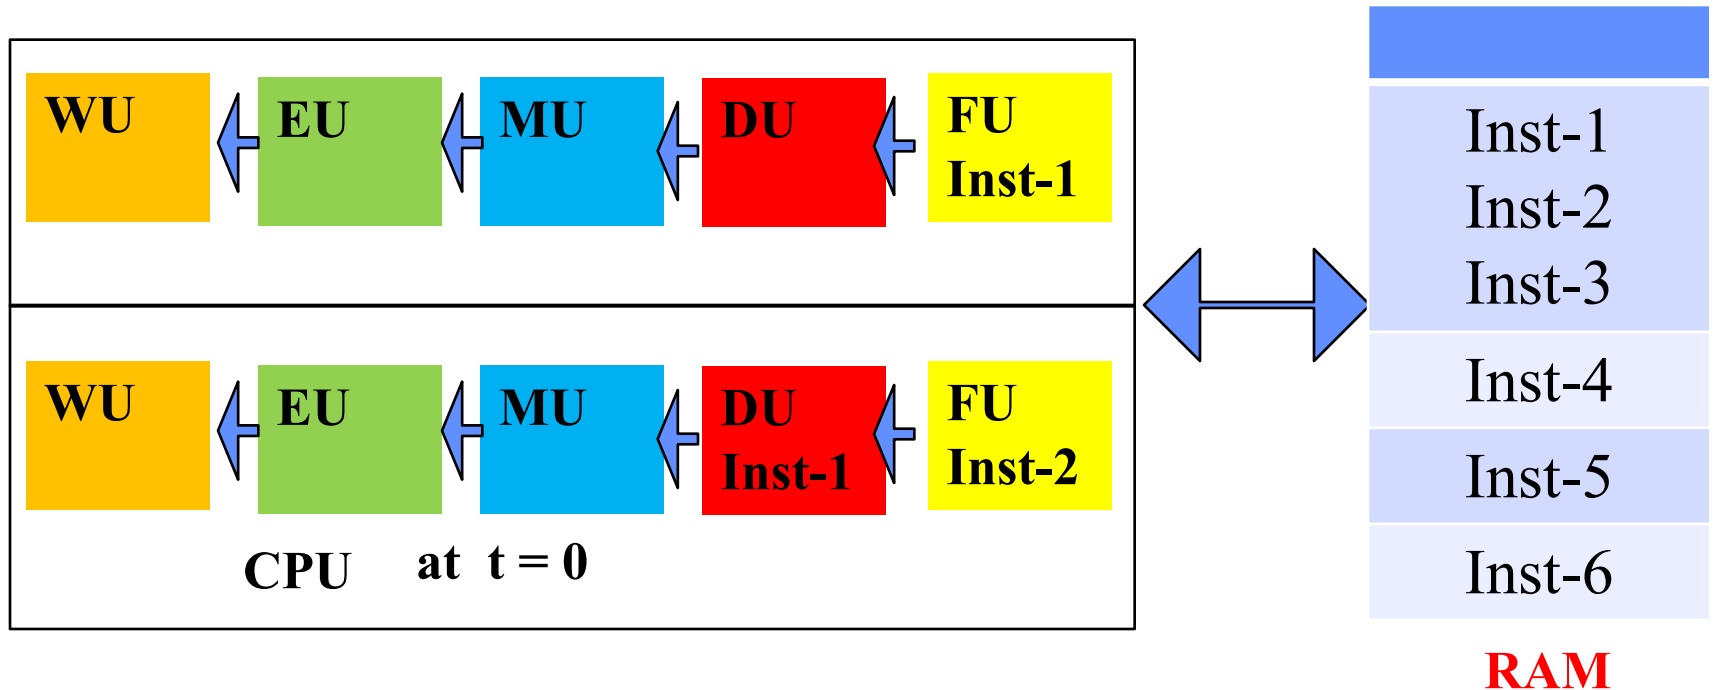 WU
EU
MU
DU
FU
Inst-1
WU
EU
MU
DU
Inst-1
FU
Inst-2
CPU at t = 0
Inst-1
Inst-2
Inst-3
Inst-4
Inst-5
Inst-6
RAM